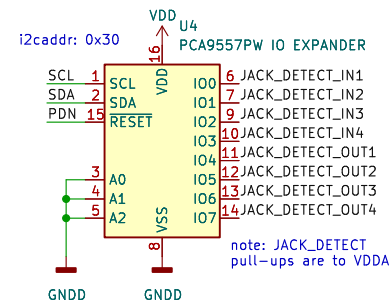 VDD
U4
i2caddr: 0x30
PCA9557PW IO EXPANDER
16
VDD
SCL 1 SCL
SDA 2 SDA
PDN 15 RESET
IO0 6 JACK_DETECT_IN1
IO1 7 JACK_DETECT_IN2
IO2 9 JACK_DETECT_IN3
IO3 10 JACK_DETECT_IN4
IO4 11 JACK_DETECT_OUT1
IO5 12 JACK_DETECT_OUT2
IO6 13 JACK_DETECT_OUT3
IO7 14 JACK_DETECT_OUT4
3 A0
4 A1
5 A2
VSS
8
note: JACK_DETECT
pull-ups are to VDDA
GNDD
GNDD